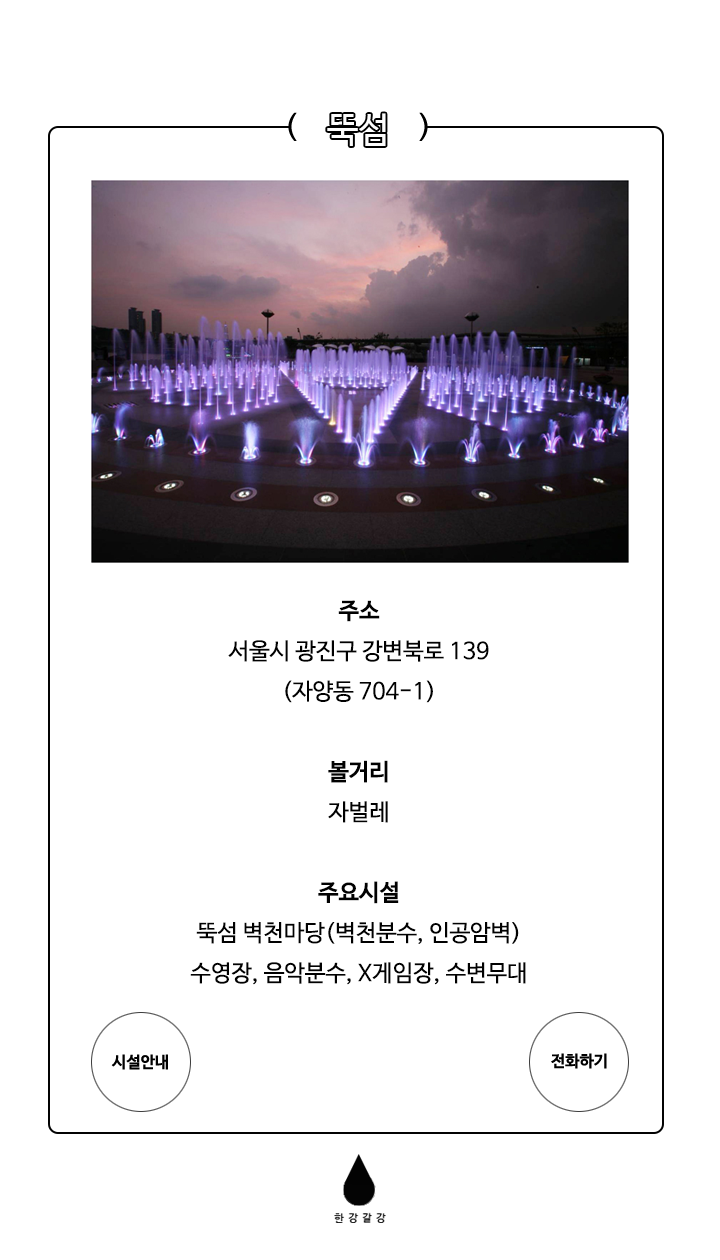 ( 뚝섬 )
주소
서울시 광진구 강변북로 139
(자양동 704-1)
볼거리
자벌레
주요시설
뚝섬 벽천마당(벽천분수, 인공암벽)
수영장, 음악분수, X게임장, 수변무대
시설안내
전화하기
한강갈강